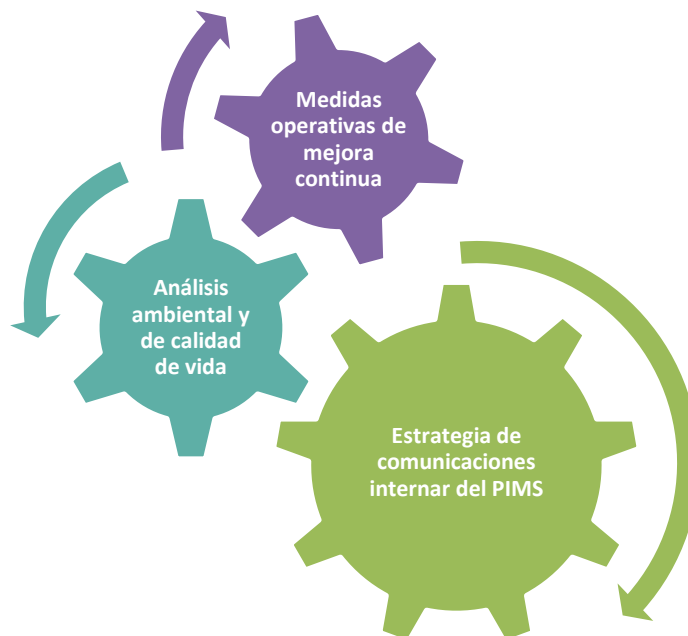 Medidas
operativas de
mejora
continua
Análisis
ambiental y
de calidad
de vida
Estrategia de
comunicaciones
internar del PIMS